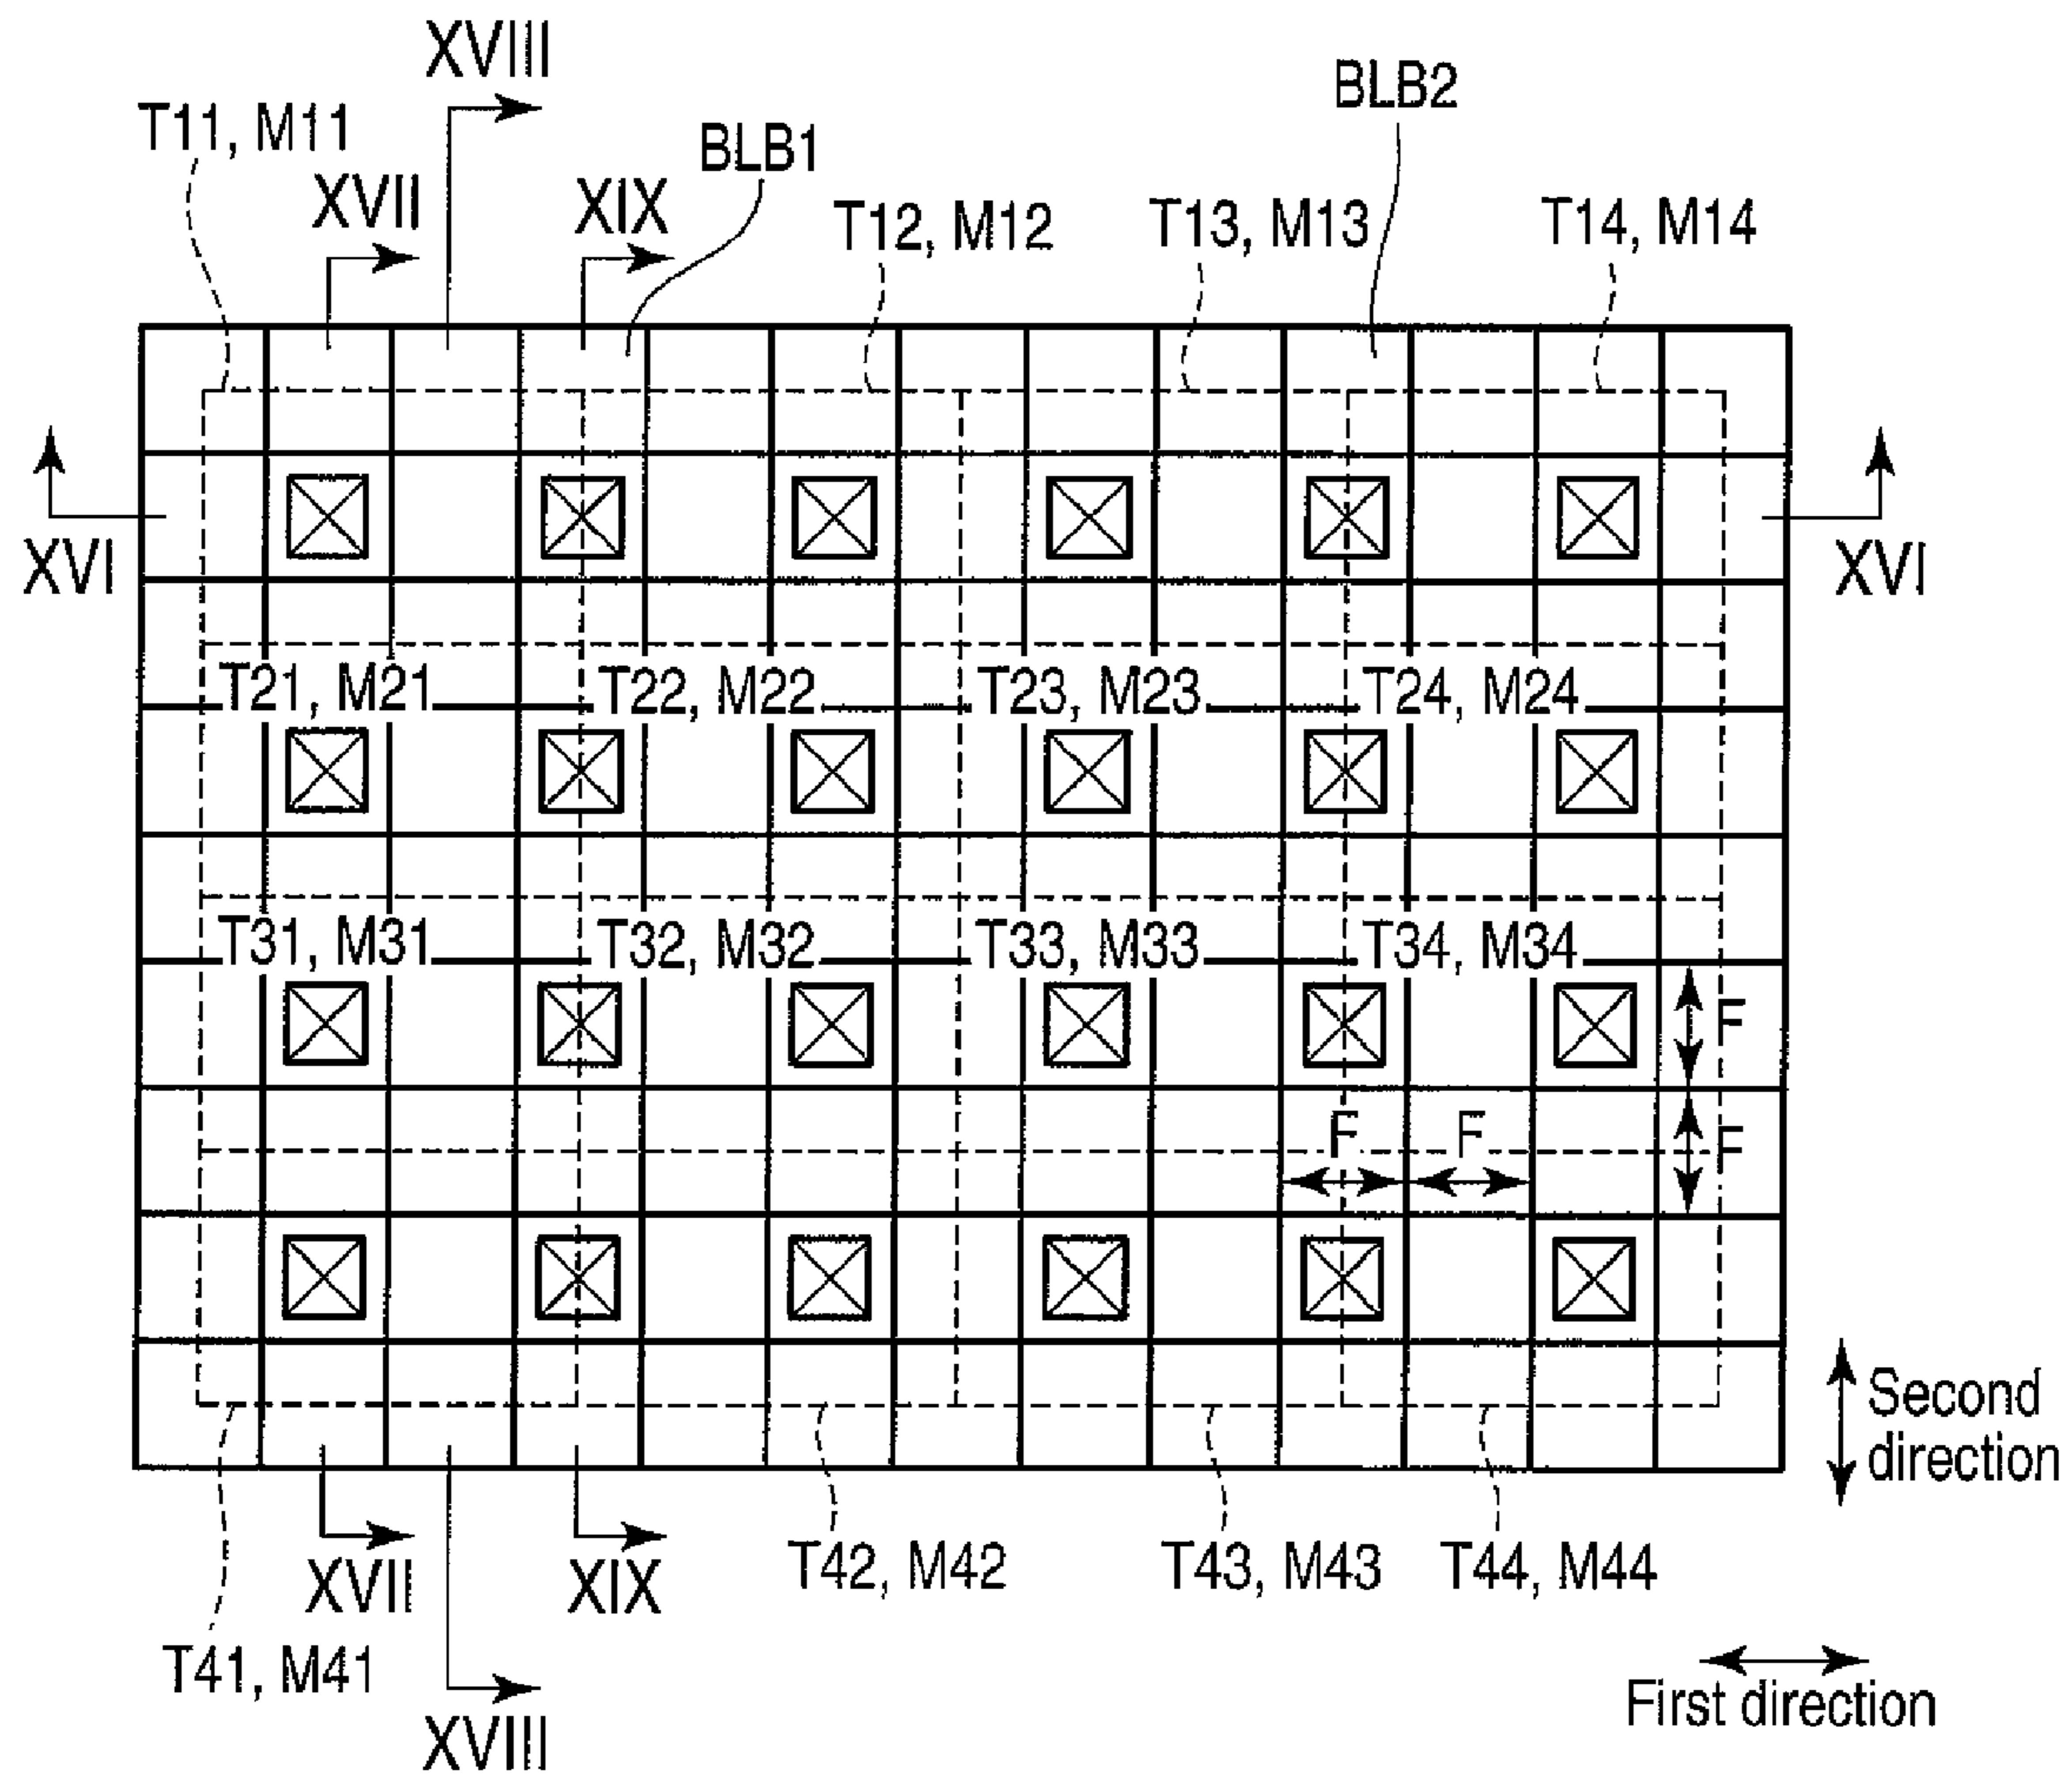 XVIII
BLB2
T11, M11
BLB1
XVII
XIX
T12, M12
T13, M13
T14, M14
XVI
XVI
T21, M21
T22, M22
T23, M23
T24, M24
T31, M31
T32, M32
T33, M33
T34, M34
F
F
F
F
Second
direction
XVII
XIX
T42, M42
T43, M43
T44, M44
T41, M41
First direction
XVIII